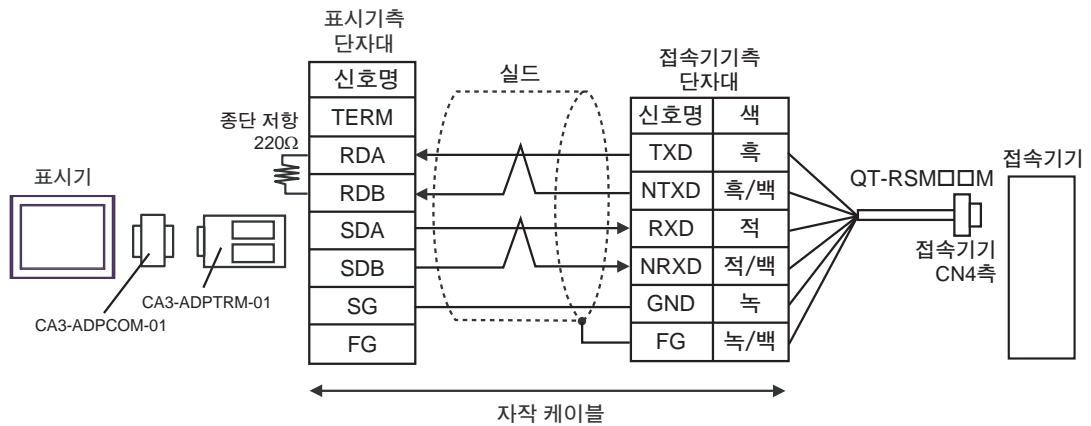 표시기측
단자대
신호명
TERM
RDA
RDB
SDA
SDB
SG
FG
종단 저항
220Ω
표시기
CA3-ADPCOM-01
CA3-ADPTRM-01
실드
접속기기측
단자대
신호명 색
TXD 흑
NTXD 흑/백
RXD 적
NRXD 적/백
GND 녹
FG 녹/백
QT-RSM□□M
접속기기
CN4측
접속기기
자작 케이블